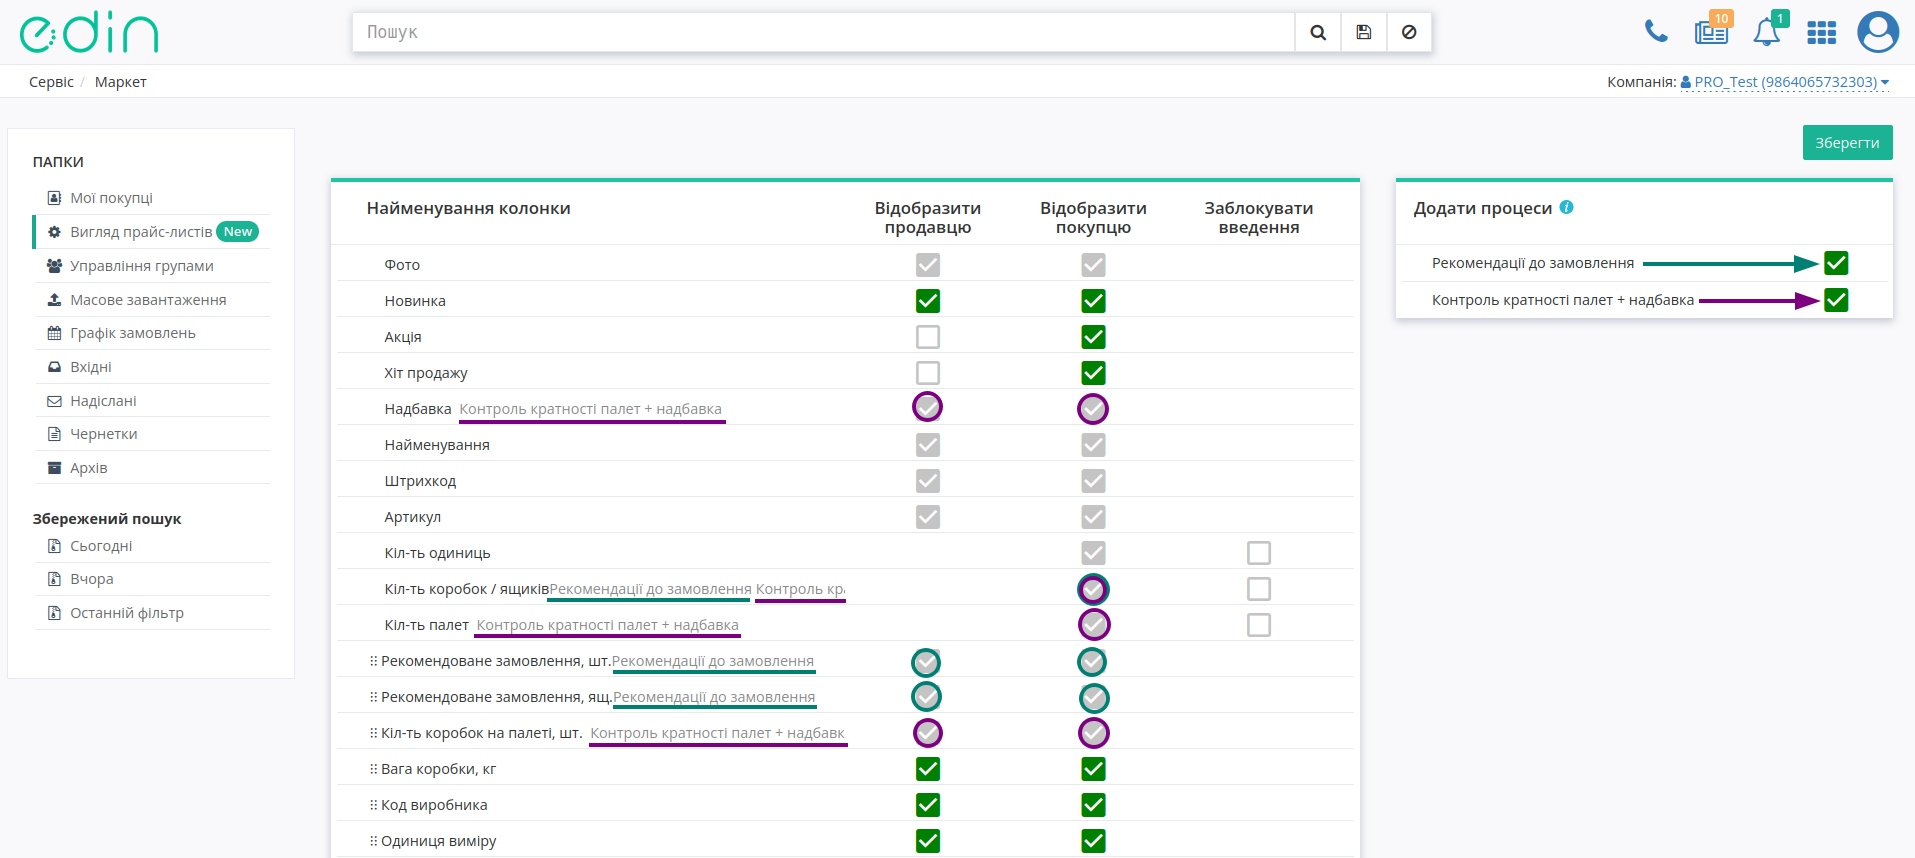 edin
Пошук
10
1
Сервіс / Маркет
Компанія: PRO_Test (9864065732303)
Зберегти
ПАПКИ
Мої покупці
Вигляд прайс-листів New
Управління групами
Масове завантаження
Графік замовлень
Вхідні
Надіслані
Чернетки
Архів
Збережений пошук
Сьогодні
Вчора
Останній фільтр
Найменування колонки
Відобразити продавцю
Відобразити покупцю
Заблокувати введення
Фото
Новинка
Акція
Хіт продажу
Надбавка Контроль кратності палет + надбавка
Найменування
Штрихкод
Артикул
Кіл-ть одиниць
Кіл-ть коробок / ящиків Рекомендації до замовлення Контроль кр
Кіл-ть палет Контроль кратності палет + надбавка
Рекомендоване замовлення, шт. Рекомендації до замовлення
Рекомендоване замовлення, ящ. Рекомендації до замовлення
Кіл-ть коробок на палеті, шт. Контроль кратності палет + надбавк
Вага коробки, кг
Код виробника
Одиниця виміру
Додати процеси
Рекомендації до замовлення
Контроль кратності палет + надбавка